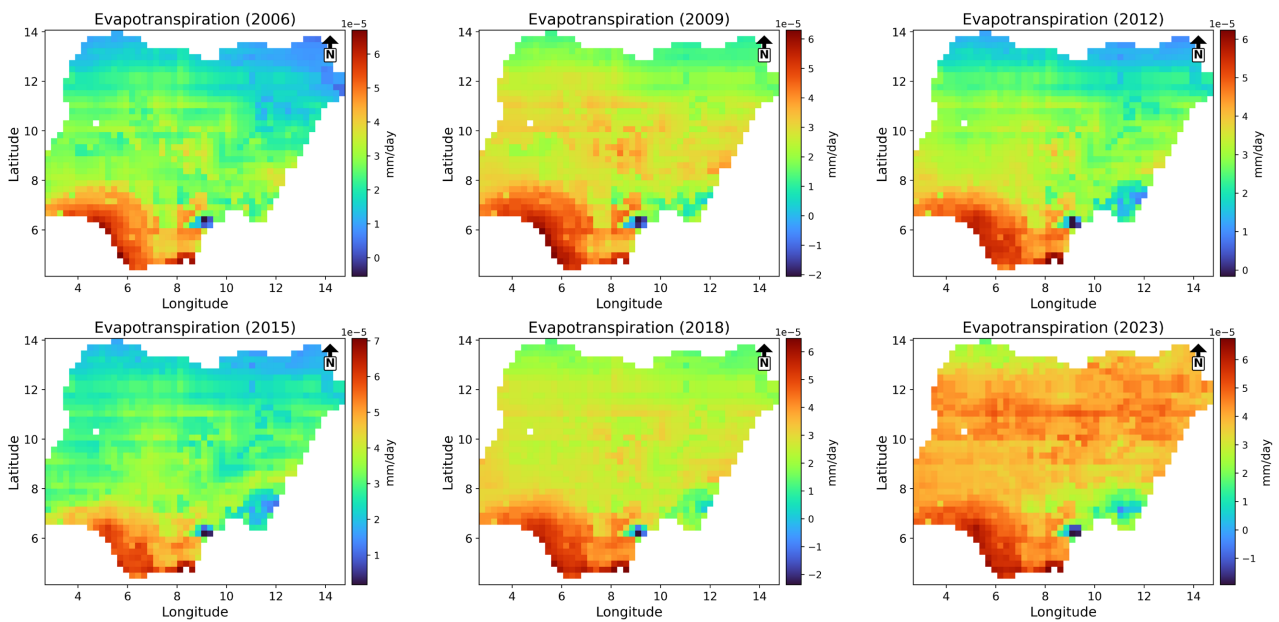 Evapotranspiration (2006)
1e−5
14
12
10
8
6
Latitude
4 6 8 10 12 14
Longitude
N
6
5
4
3
2
1
0
mm/day
Evapotranspiration (2009)
1e−5
14
12
10
8
6
Latitude
4 6 8 10 12 14
Longitude
N
6
5
4
3
2
1
0
−1
−2
mm/day
Evapotranspiration (2012)
1e−5
14
12
10
8
6
Latitude
4 6 8 10 12 14
Longitude
N
6
5
4
3
2
1
0
mm/day
Evapotranspiration (2015)
1e−5
14
12
10
8
6
Latitude
4 6 8 10 12 14
Longitude
N
7
6
5
4
3
2
1
mm/day
Evapotranspiration (2018)
1e−5
14
12
10
8
6
Latitude
4 6 8 10 12 14
Longitude
N
6
5
4
3
2
1
0
−1
−2
mm/day
Evapotranspiration (2023)
1e−5
14
12
10
8
6
Latitude
4 6 8 10 12 14
Longitude
N
6
5
4
3
2
1
0
−1
mm/day